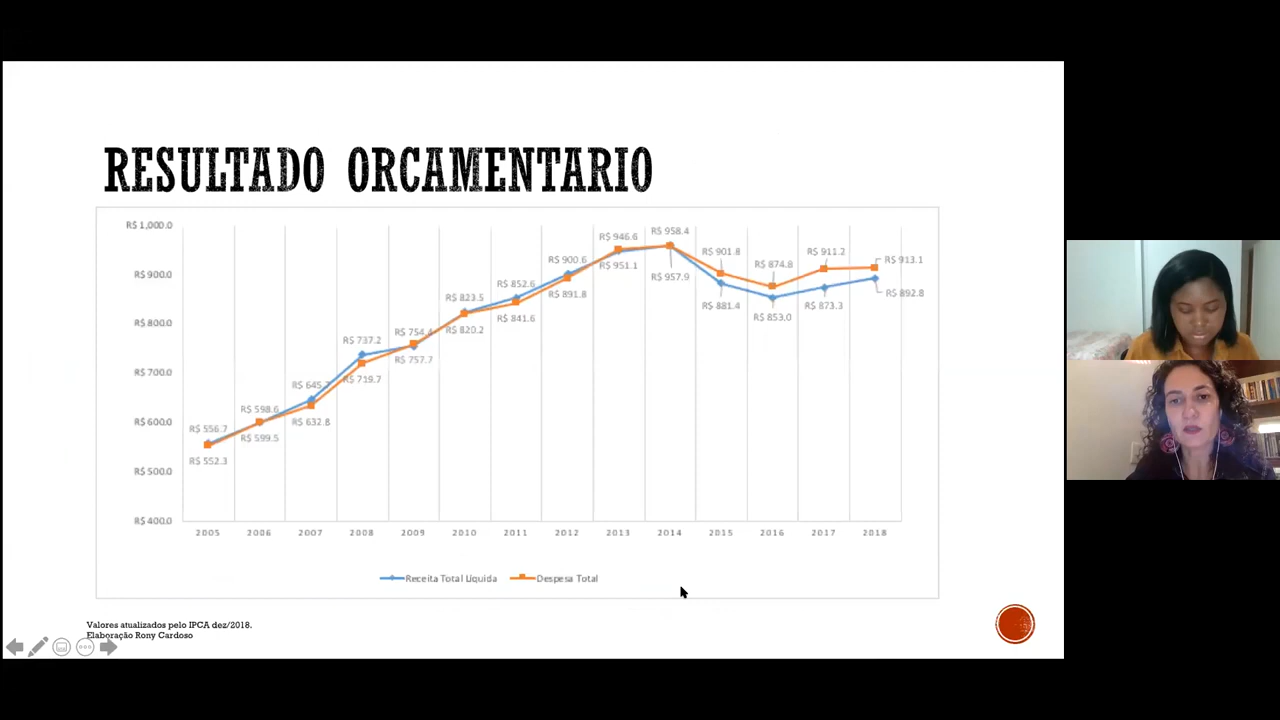 RESULTADO ORCAMENTARIO
R$ 1,000.0
R$ 900.0
R$ 800.0
R$ 700.0
R$ 600.0
R$ 500.0
R$ 400.0
R$ 556.7
R$ 552.3
R$ 598.6
R$ 599.5
R$ 645.7
R$ 632.8
R$ 737.2
R$ 719.7
R$ 754.4
R$ 757.7
R$ 823.5
R$ 820.2
R$ 852.6
R$ 841.6
R$ 900.6
R$ 891.8
R$ 946.6
R$ 951.1
R$ 958.4
R$ 957.9
R$ 901.8
R$ 881.4
R$ 874.8
R$ 853.0
R$ 911.2
R$ 873.3
R$ 913.1
R$ 892.8
2005 2006 2007 2008 2009 2010 2011 2012 2013 2014 2015 2016 2017 2018
Receita Total Líquida Despesa Total
Valores atualizados pelo IPCA dez/2018.
Elaboração Rony Cardoso